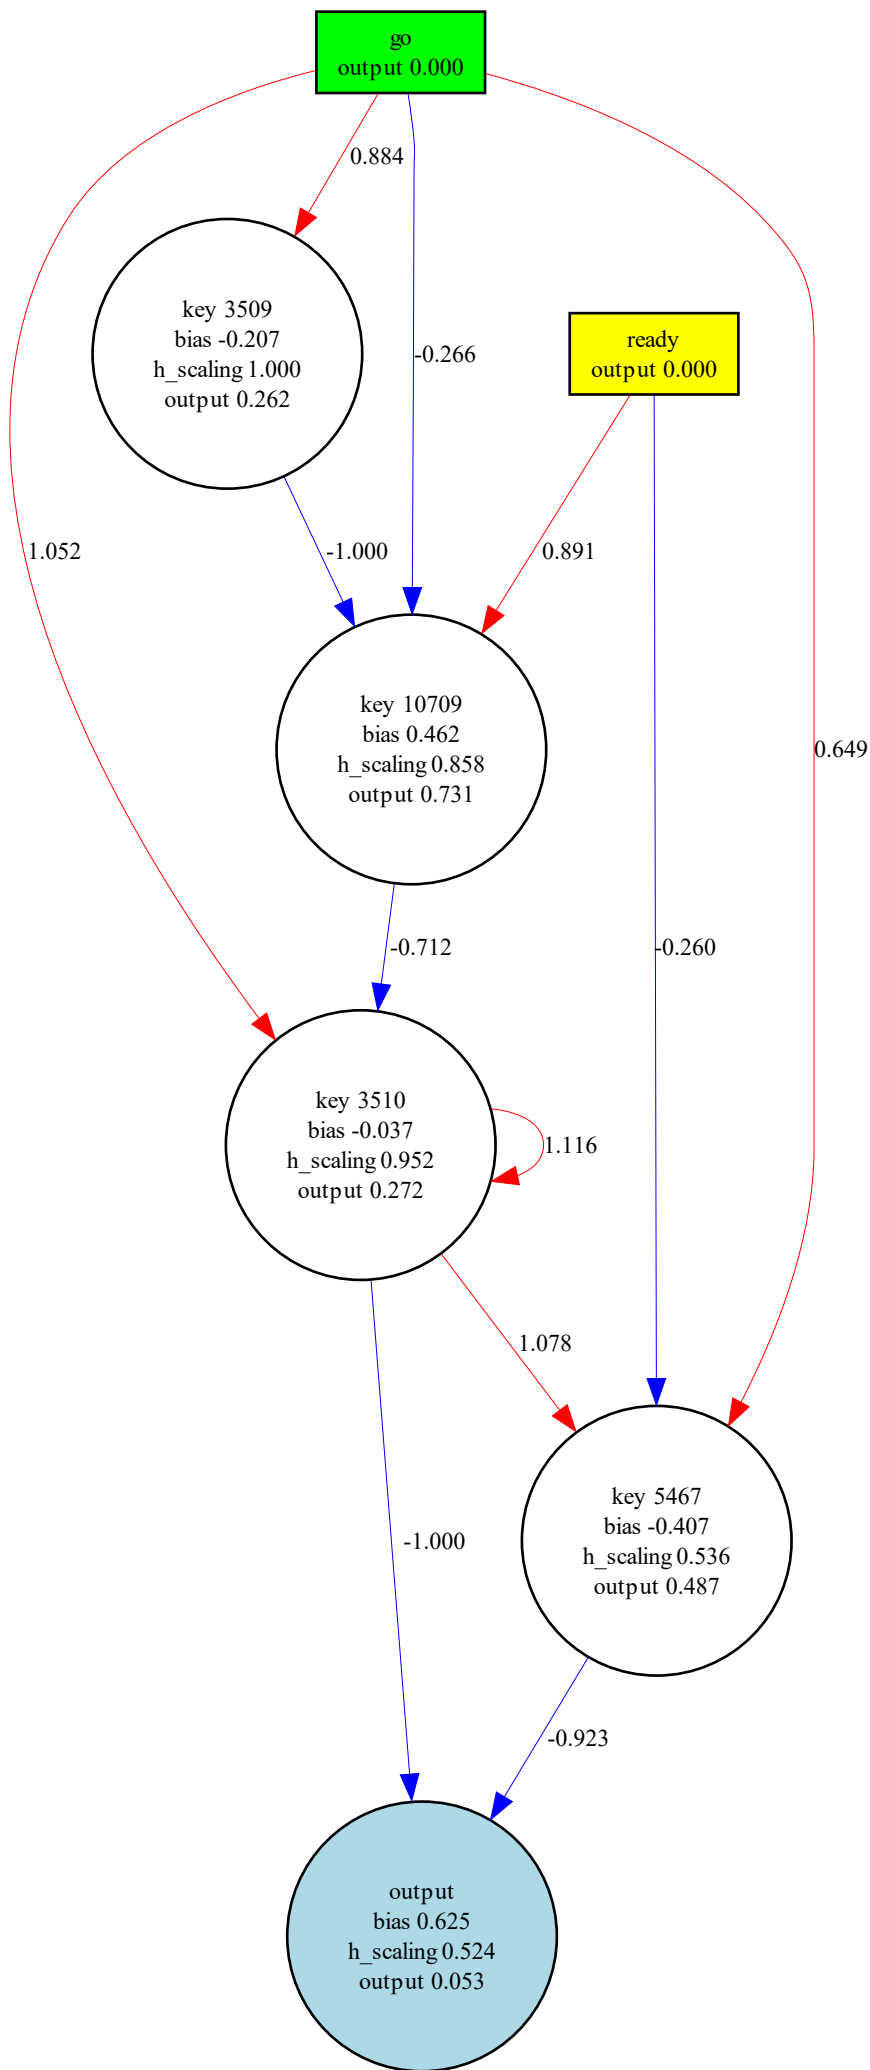 go
output 0.000
0.884
key 3509
bias -0.207
h_scaling 1.000
output 0.262
-0.266
ready
output 0.000
1.052
-1.000
0.891
key 10709
bias 0.462
h_scaling 0.858
output 0.731
0.649
-0.712
-0.260
key 3510
bias -0.037
h_scaling 0.952
output 0.272
1.116
1.078
-1.000
key 5467
bias -0.407
h_scaling 0.536
output 0.487
-0.923
output
bias 0.625
h_scaling 0.524
output 0.053